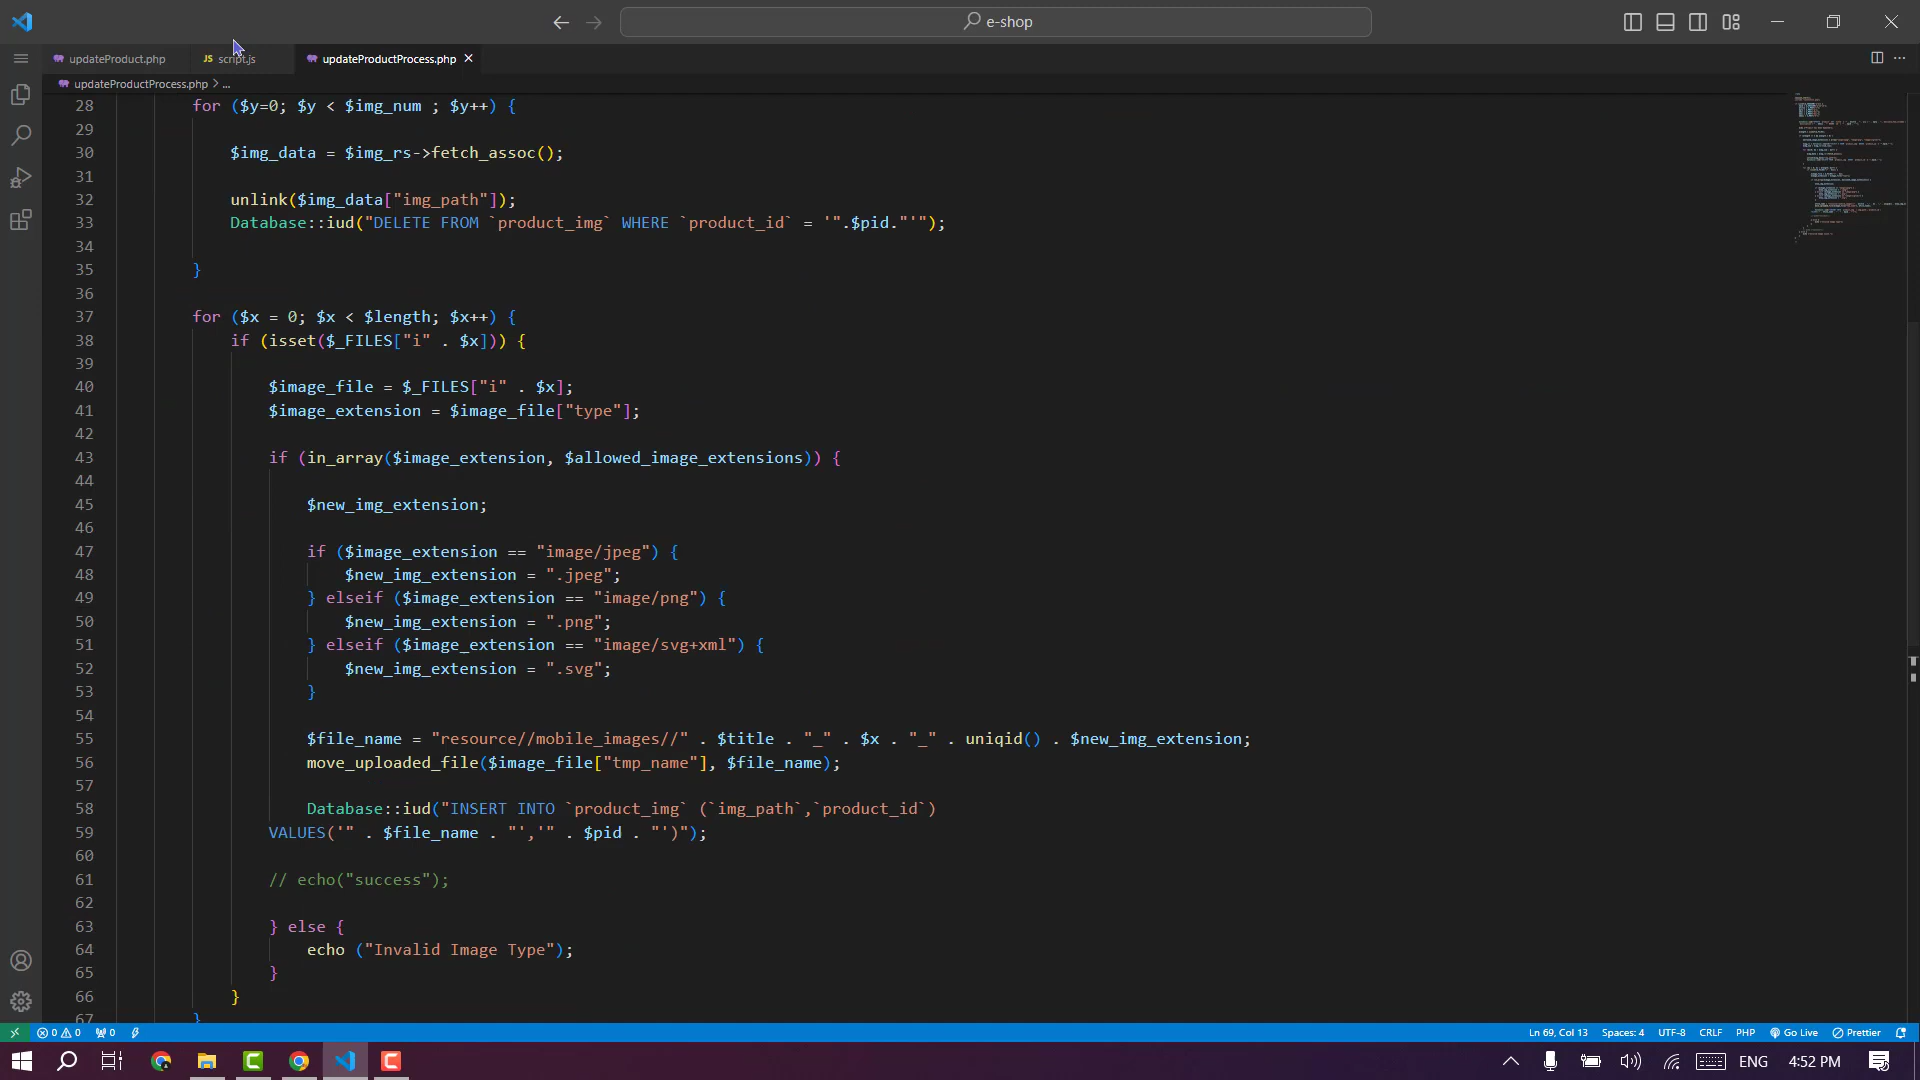 e-shop
updateProduct.php
JS script.js
updateProductProcess.php
updateProductProcess.php > ...
28 for ($y=0; $y < $img_num ; $y++) {
29
30 $img_data = $img_rs->fetch_assoc();
31
32 unlink($img_data["img_path"]);
33 Database::iud("DELETE FROM `product_img` WHERE `product_id` = '".$pid."'");
34
35 }
36
37 for ($x = 0; $x < $length; $x++) {
38 if (isset($_FILES["i" . $x])) {
39
40 $image_file = $_FILES["i" . $x];
41 $image_extension = $image_file["type"];
42
43 if (in_array($image_extension, $allowed_image_extensions)) {
44
45 $new_img_extension;
46
47 if ($image_extension == "image/jpeg") {
48 $new_img_extension = ".jpeg";
49 } elseif ($image_extension == "image/png") {
50 $new_img_extension = ".png";
51 } elseif ($image_extension == "image/svg+xml") {
52 $new_img_extension = ".svg";
53 }
54
55 $file_name = "resource//mobile_images//" . $title . "_" . $x . "_" . uniqid() . $new_img_extension;
56 move_uploaded_file($image_file["tmp_name"], $file_name);
57
58 Database::iud("INSERT INTO `product_img` (`img_path`,`product_id`)
59 VALUES('" . $file_name . "','" . $pid . "')");
60
61 // echo("success");
62
63 } else {
64 echo ("Invalid Image Type");
65 }
66 }
67 }
0 0 0
Ln 69, Col 13 Spaces: 4 UTF-8 CRLF PHP Go Live Prettier
ENG 4:52 PM